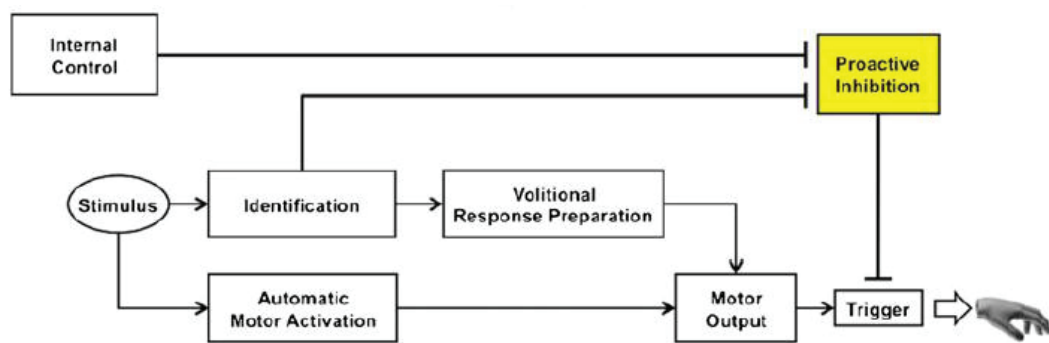 Internal
Control
Proactive
Inhibition
Stimulus
Identification
Volitional
Response Preparation
Automatic
Motor Activation
Motor
Output
Trigger